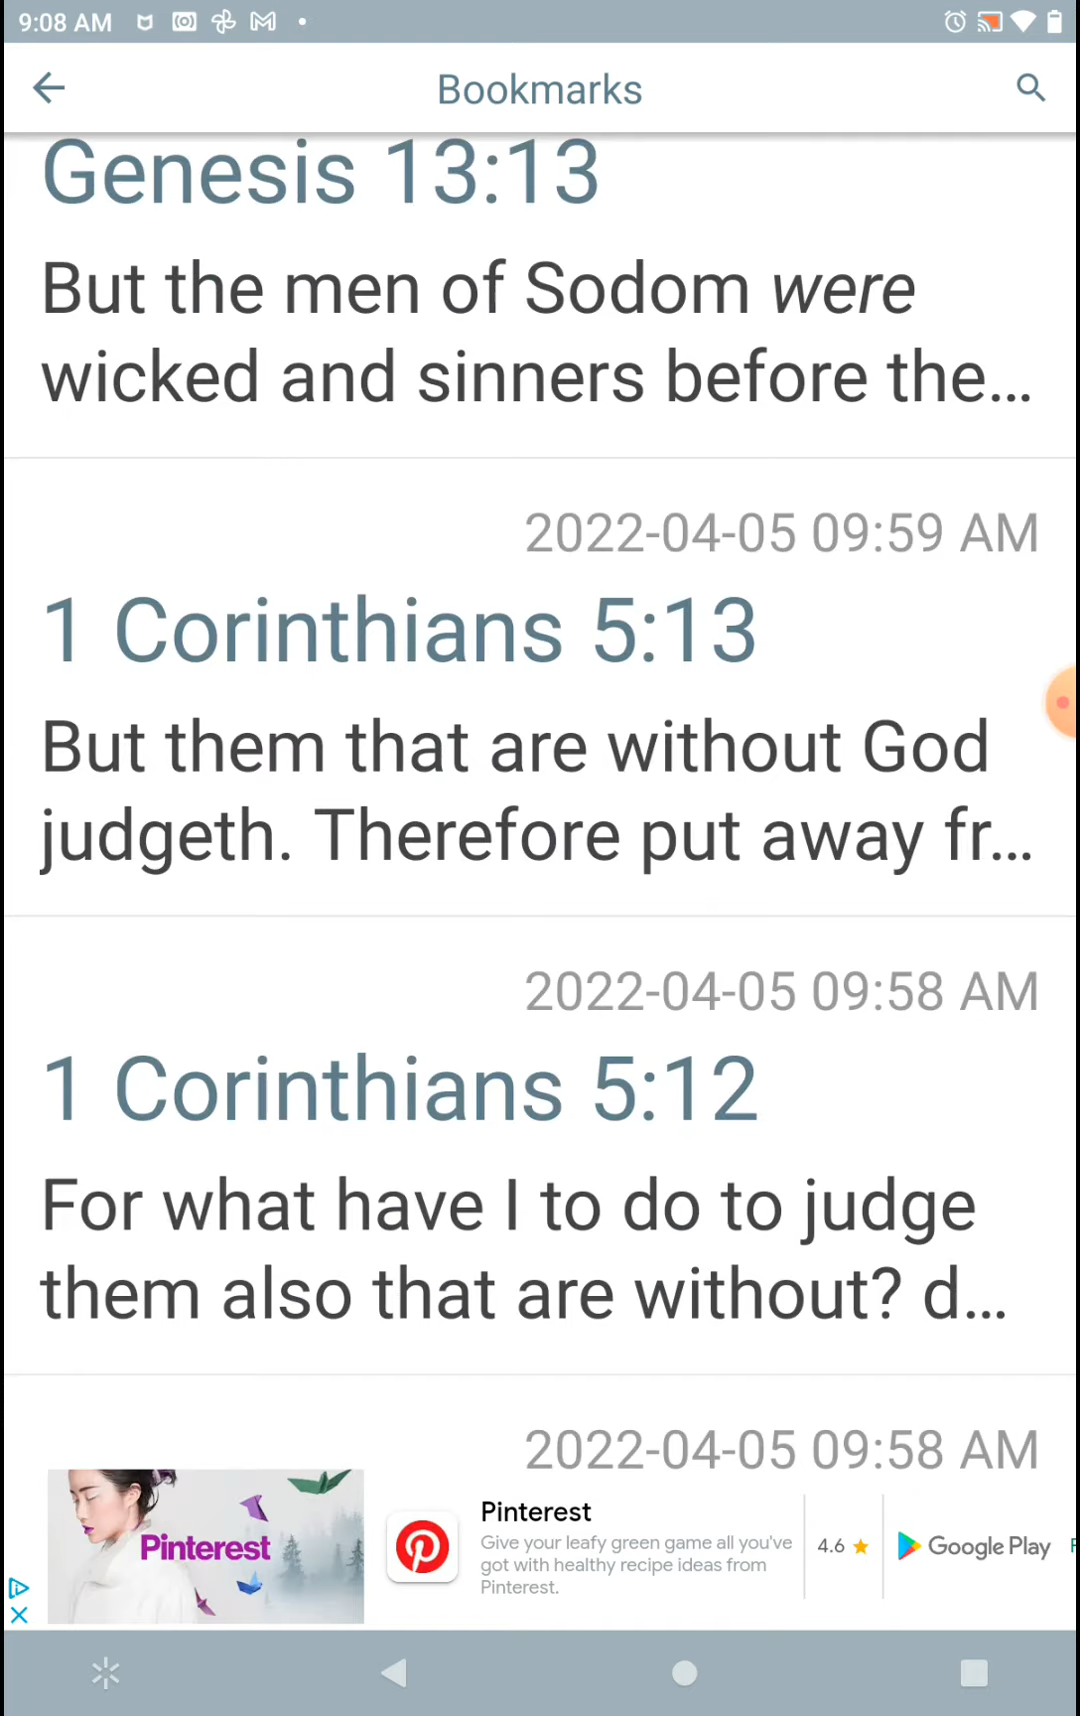 9:08 AM
Bookmarks
Genesis 13:13
But the men of Sodom were
wicked and sinners before the...
2022-04-05 09:59 AM
1 Corinthians 5:13
But them that are without God
judgeth. Therefore put away fr...
2022-04-05 09:58 AM
1 Corinthians 5:12
For what have I to do to judge
them also that are without? d...
2022-04-05 09:58 AM
Pinterest
Pinterest
Give your leafy green game all you've
got with healthy recipe ideas from
Pinterest.
4.6
Google Play